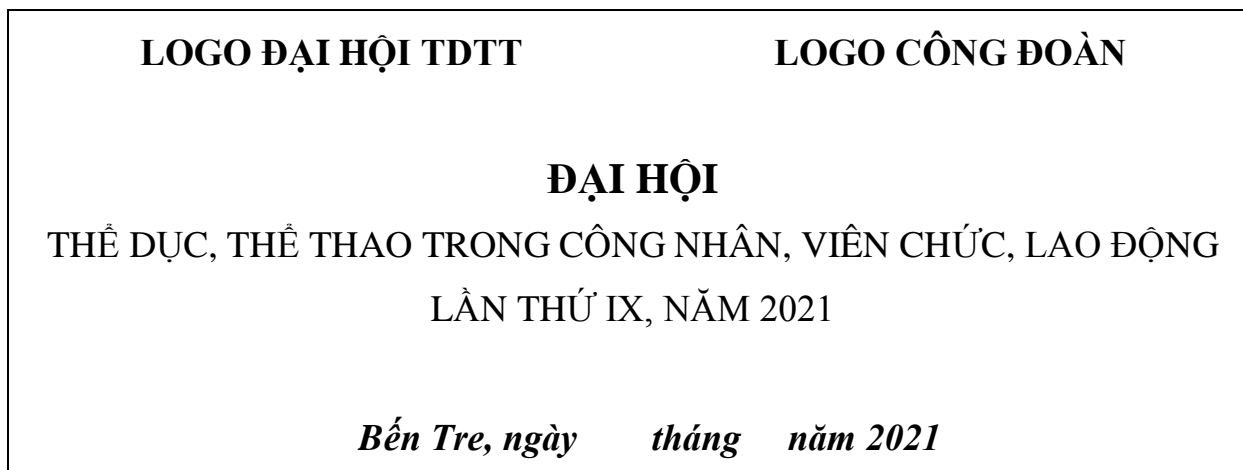 LOGO ĐẠI HỘI TDTT LOGO CÔNG ĐOÀN
ĐẠI HỘI
THỂ DỤC, THỂ THAO TRONG CÔNG NHÂN, VIÊN CHỨC, LAO ĐỘNG
LẦN THỨ IX, NĂM 2021
Bến Tre, ngày tháng năm 2021